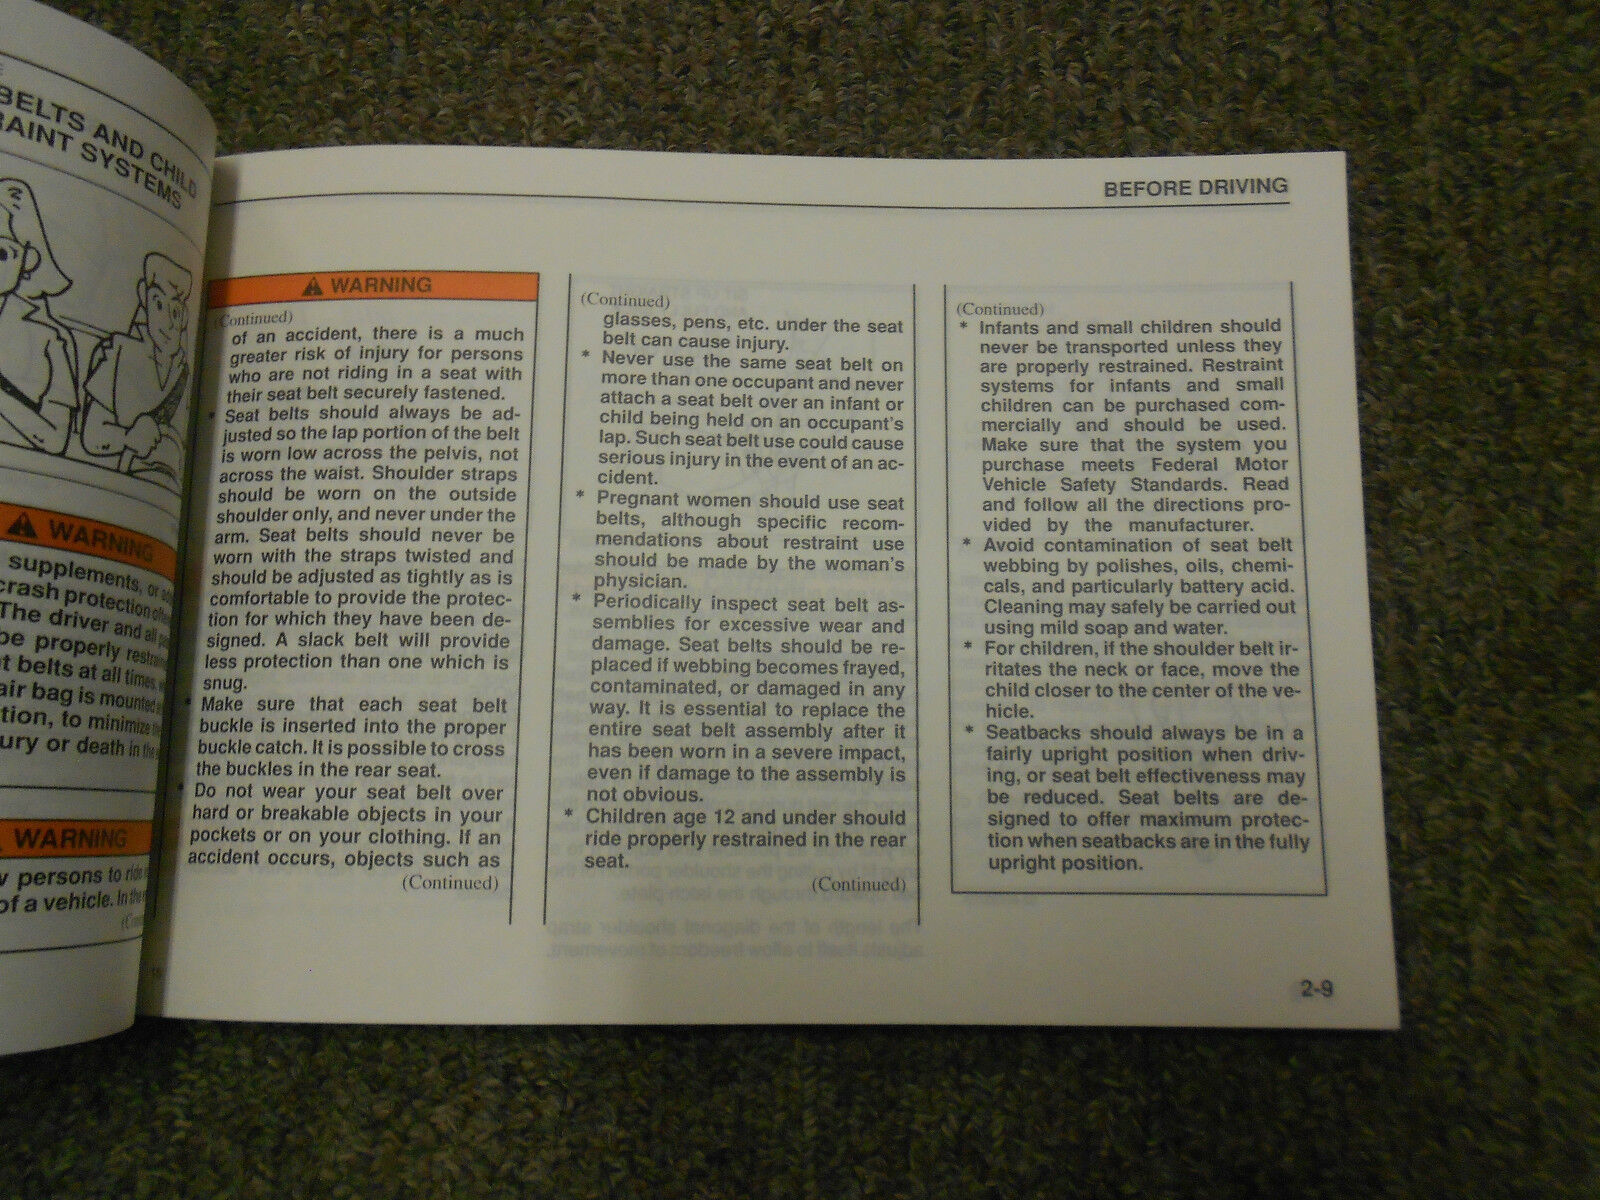 BELTS AND CHILD
RAINT SYSTEMS
WARNING
supplements, or
crash protection
The driver and all
be properly
t belts at all times.
air bag is mounted
tion, to minimize
ury or death in the
WARNING
persons to ride
of a vehicle. In the
BEFORE DRIVING
WARNING
(Continued)
of an accident, there is a much
greater risk of injury for persons
who are not riding in a seat with
their seat belt securely fastened.
* Seat belts should always be ad-
justed so the lap portion of the belt
is worn low across the pelvis, not
across the waist. Shoulder straps
should be worn on the outside
shoulder only, and never under the
arm. Seat belts should never be
worn with the straps twisted and
should be adjusted as tightly as is
comfortable to provide the protec-
tion for which they have been de-
signed. A slack belt will provide
less protection than one which is
snug.
* Make sure that each seat belt
buckle is inserted into the proper
buckle catch. It is possible to cross
the buckles in the rear seat.
* Do not wear your seat belt over
hard or breakable objects in your
pockets or on your clothing. If an
accident occurs, objects such as
(Continued)
(Continued)
glasses, pens, etc. under the seat
belt can cause injury.
* Never use the same seat belt on
more than one occupant and never
attach a seat belt over an infant or
child being held on an occupant's
lap. Such seat belt use could cause
serious injury in the event of an ac-
cident.
* Pregnant women should use seat
belts, although specific recom-
mendations about restraint use
should be made by the woman's
physician.
* Periodically inspect seat belt as-
semblies for excessive wear and
damage. Seat belts should be re-
placed if webbing becomes frayed,
contaminated, or damaged in any
way. It is essential to replace the
entire seat belt assembly after it
has been worn in a severe impact,
even if damage to the assembly is
not obvious.
* Children age 12 and under should
ride properly restrained in the rear
seat.
(Continued)
(Continued)
* Infants and small children should
never be transported unless they
are properly restrained. Restraint
systems for infants and small
children can be purchased com-
mercially and should be used.
Make sure that the system you
purchase meets Federal Motor
Vehicle Safety Standards. Read
and follow all the directions pro-
vided by the manufacturer.
* Avoid contamination of seat belt
webbing by polishes, oils, chemi-
cals, and particularly battery acid.
Cleaning may safely be carried out
using mild soap and water.
* For children, if the shoulder belt ir-
ritates the neck or face, move the
child closer to the center of the ve-
hicle.
* Seatbacks should always be in a
fairly upright position when driv-
ing, or seat belt effectiveness may
be reduced. Seat belts are de-
signed to offer maximum protec-
tion when seatbacks are in the fully
upright position.
2-9